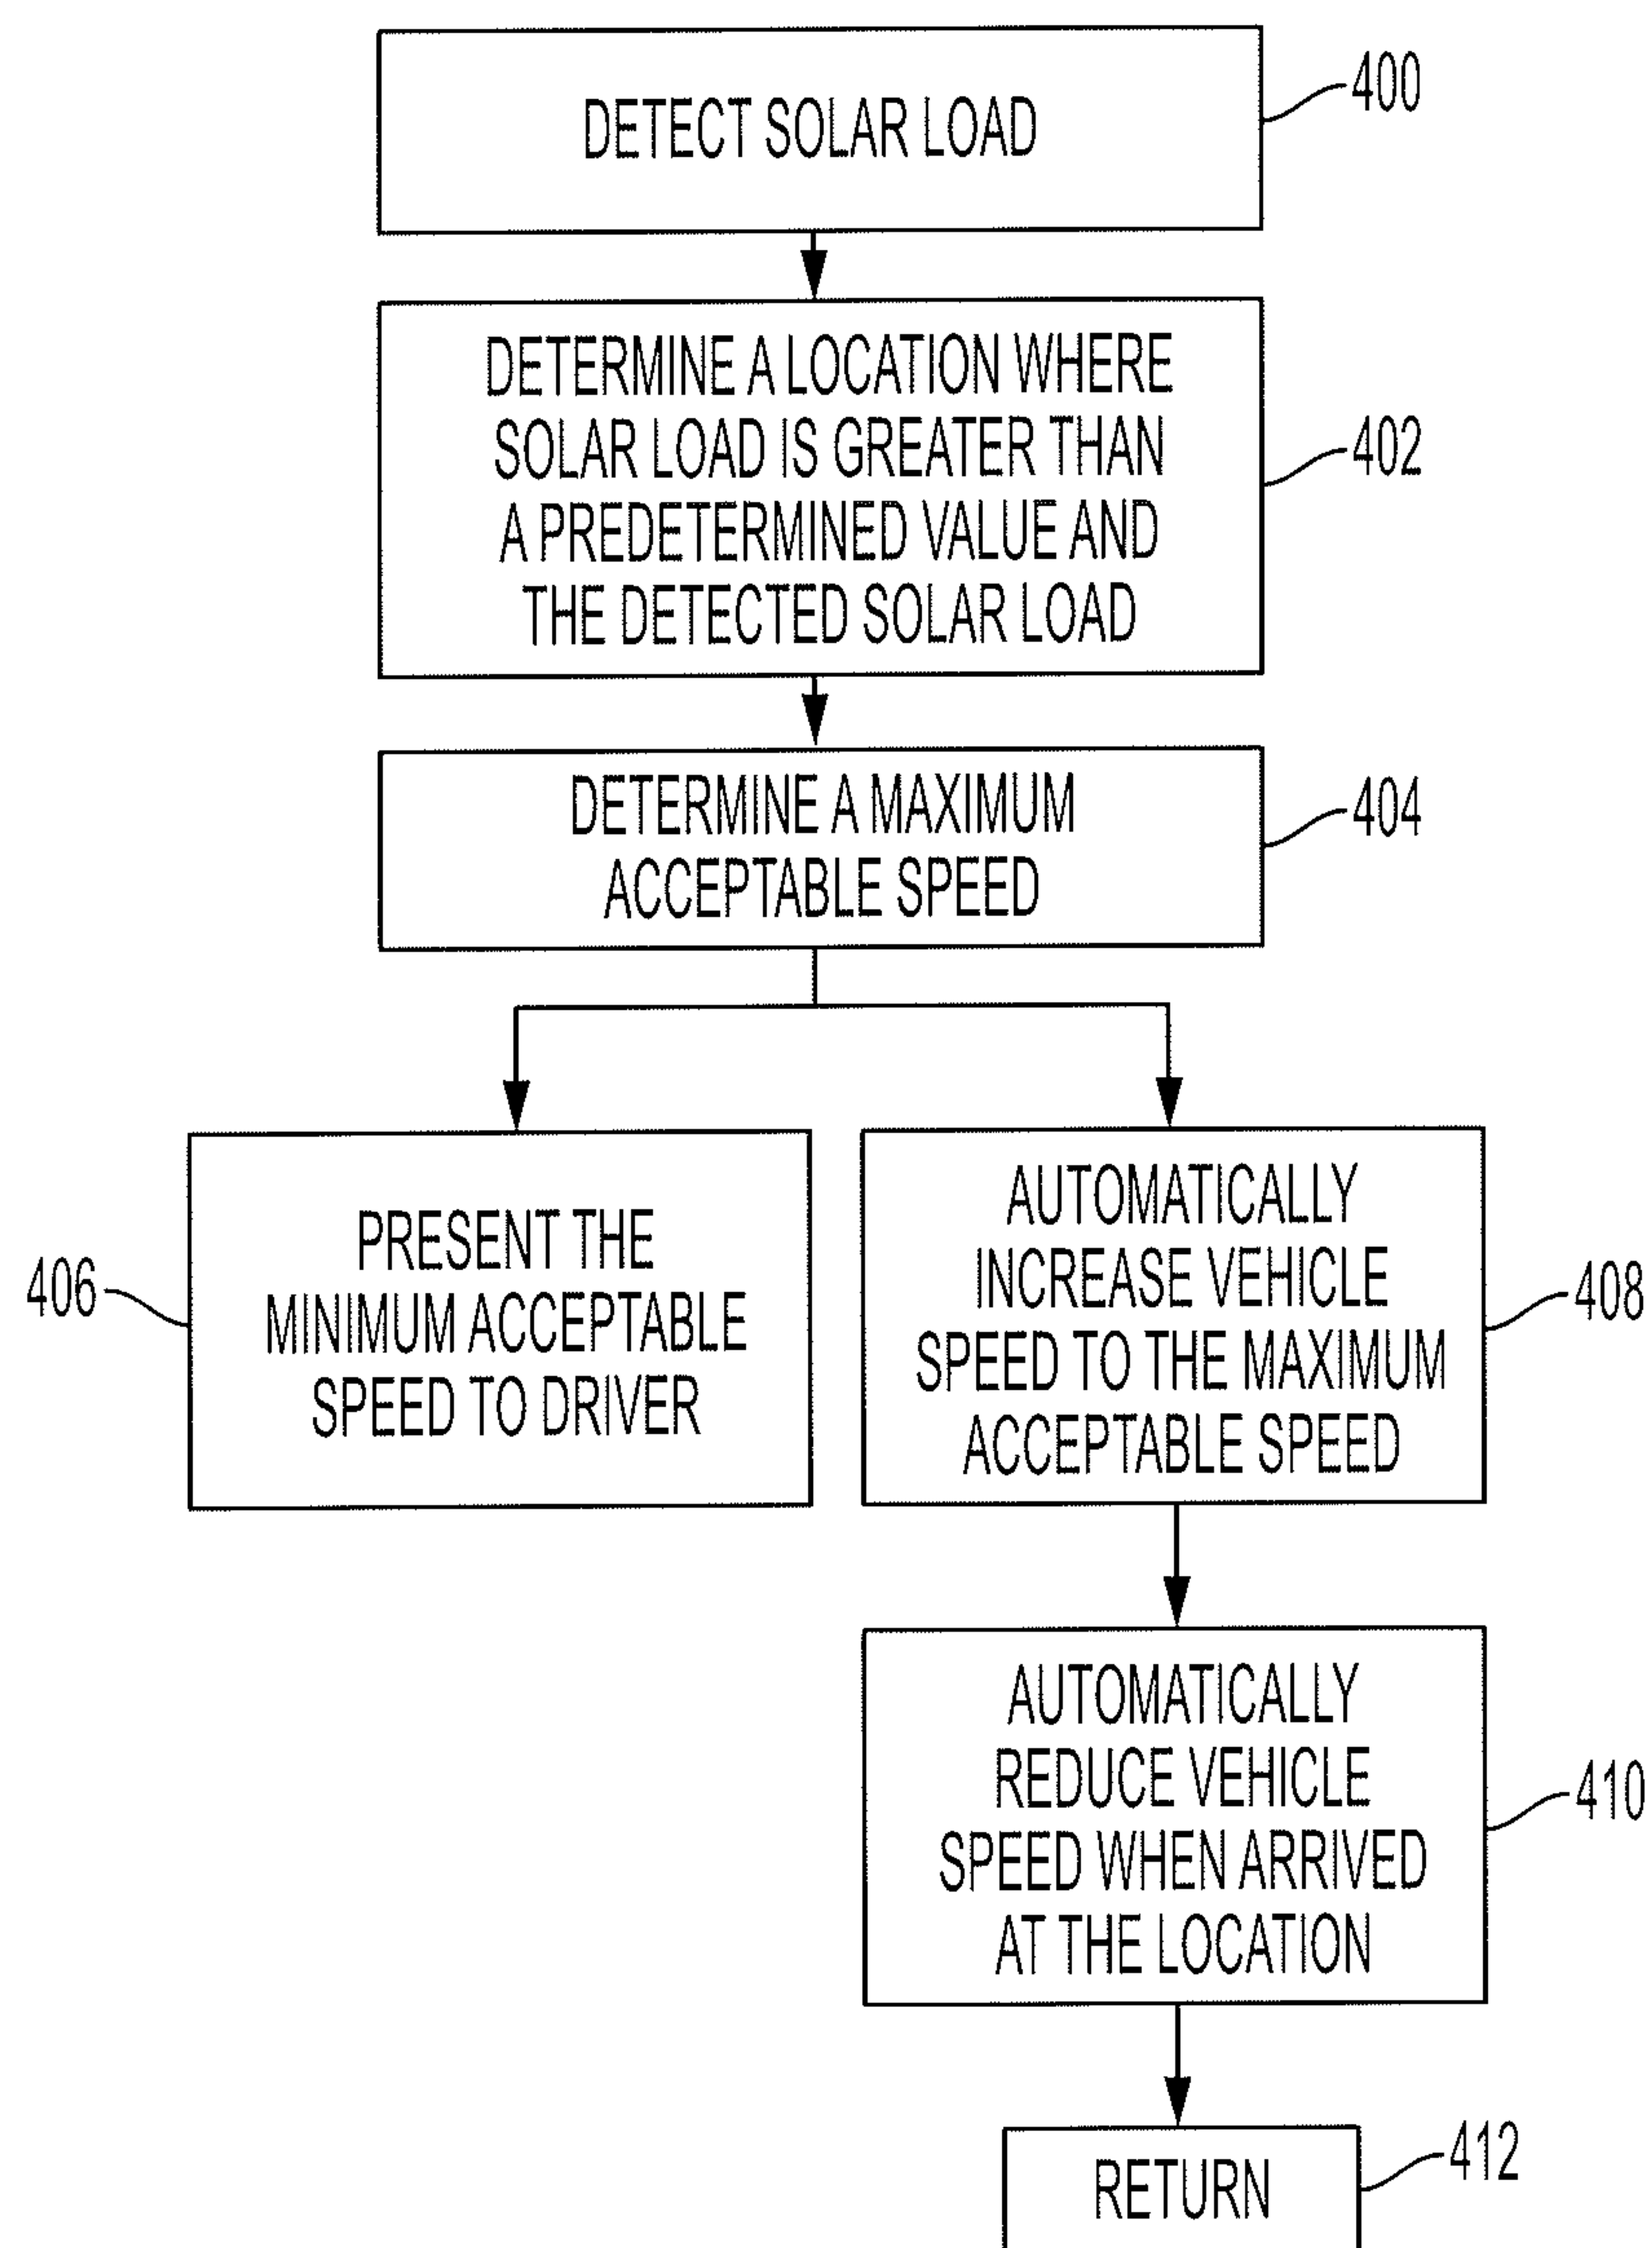 DETECT SOLAR LOAD
400
DETERMINE A LOCATION WHERE
SOLAR LOAD IS GREATER THAN
A PREDETERMINED VALUE AND
THE DETECTED SOLAR LOAD
402
DETERMINE A MAXIMUM
ACCEPTABLE SPEED
404
406
PRESENT THE
MINIMUM ACCEPTABLE
SPEED TO DRIVER
AUTOMATICALLY
INCREASE VEHICLE
SPEED TO THE MAXIMUM
ACCEPTABLE SPEED
408
AUTOMATICALLY
REDUCE VEHICLE
SPEED WHEN ARRIVED
AT THE LOCATION
410
RETURN
412